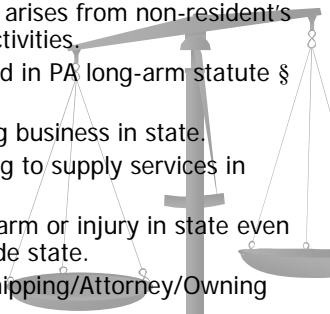 arises from non-resident's
ctivities.
d in PA long-arm statute §
g business in state.
g to supply services in
arm or injury in state even
de state.
hipping/Attorney/Owning